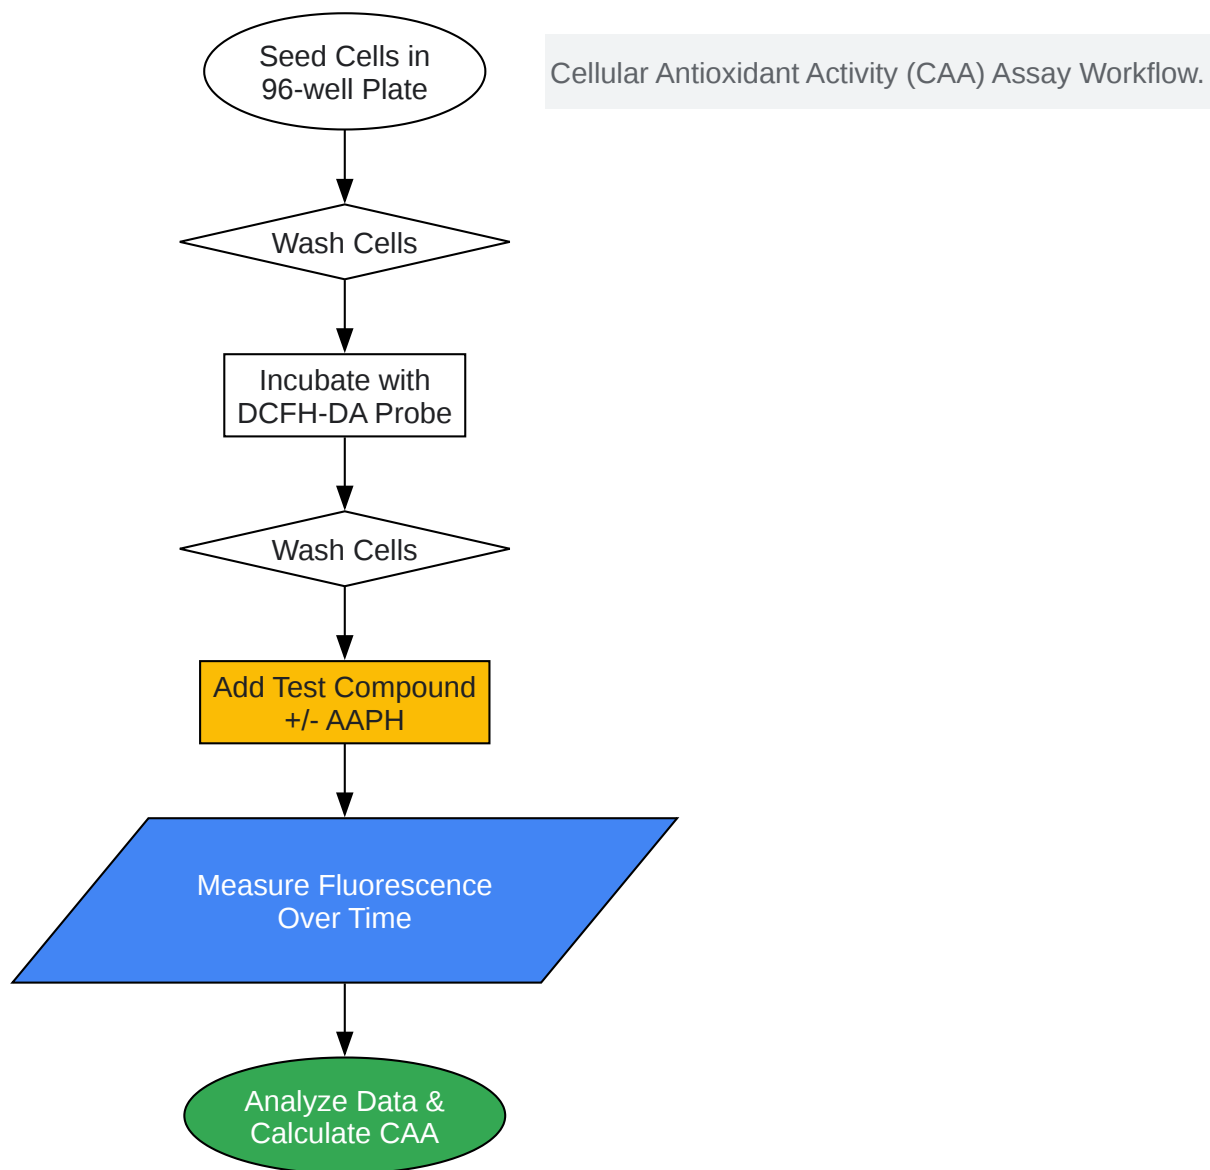 Seed Cells in
96-well Plate
Cellular Antioxidant Activity (CAA) Assay Workflow.
Wash Cells
Incubate with
DCFH-DA Probe
Wash Cells
Add Test Compound
+/- AAPH
Measure Fluorescence
Over Time
Analyze Data &
Calculate CAA